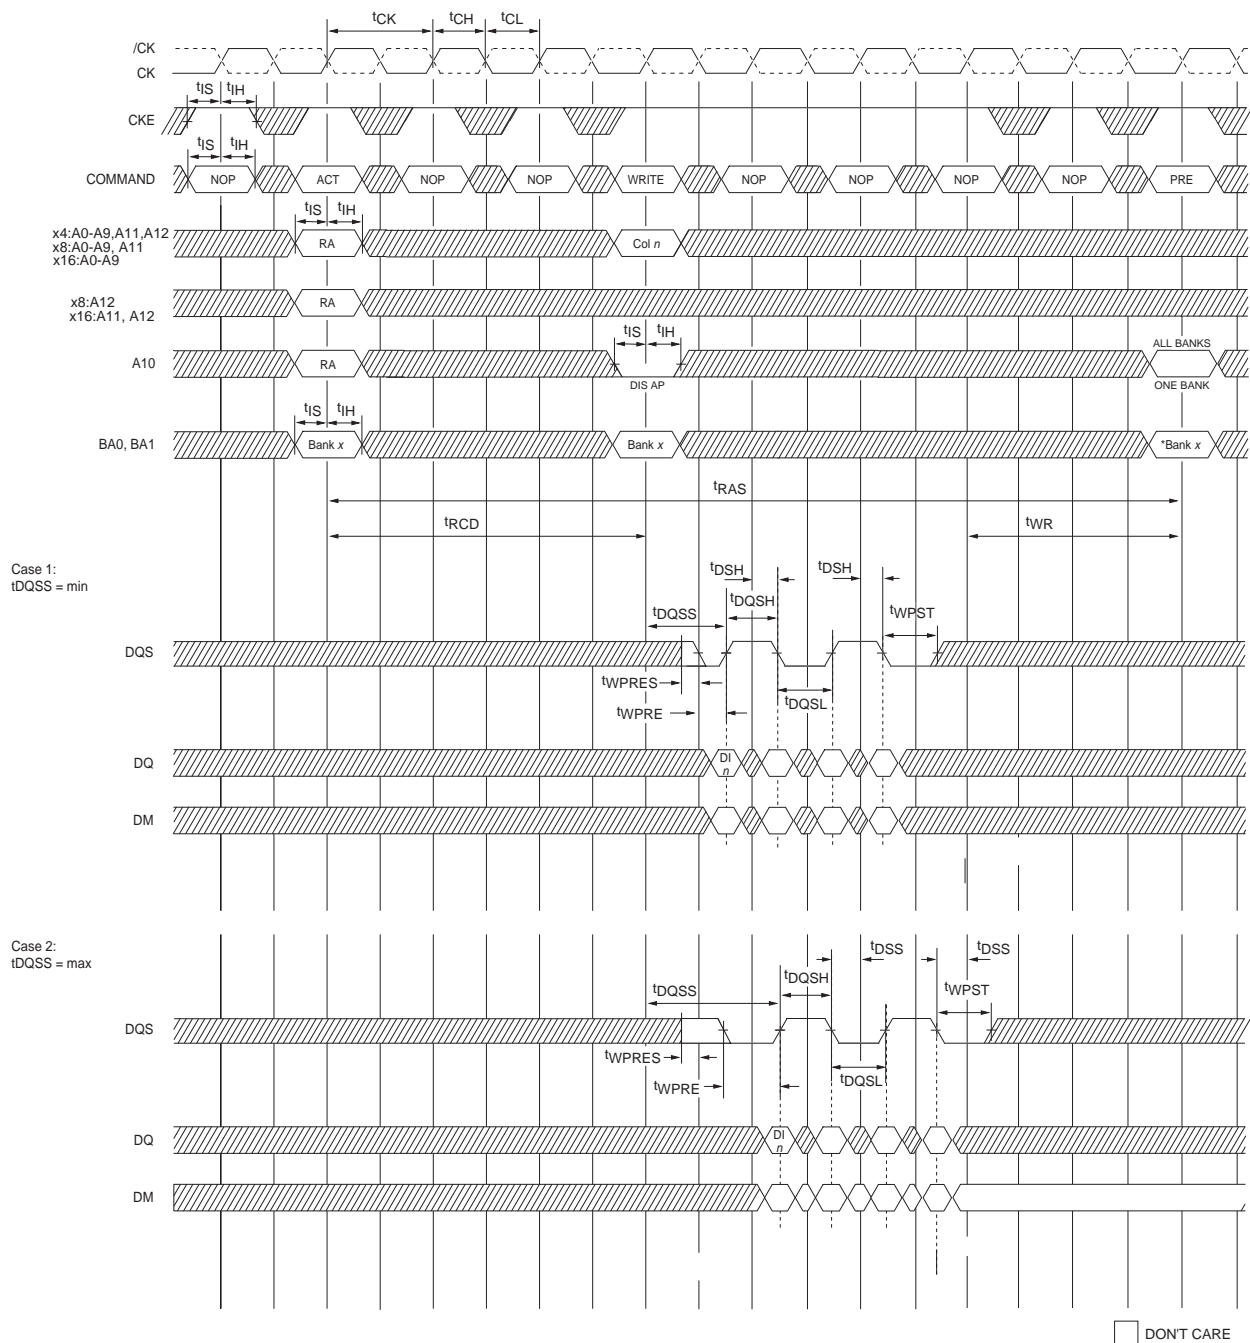 tCK tCH tCL
/CK
CK
tIS tIH
CKE
tIS tIH
COMMAND NOP ACT NOP NOP WRITE NOP NOP NOP NOP PRE
tIS tIH
x4:A0-A9,A11,A12
x8:A0-A9, A11
x16:A0-A9
RA Col n
x8:A12
x16:A11, A12
RA
tIS tIH
ALL BANKS
A10 RA
DIS AP ONE BANK
tIS tIH
BA0, BA1 Bank x Bank x *Bank x
tRAS
tRCD tWR
Case 1:
tDQSS = min
tDSH tDSH
tDQSS tDQSH tWPST
DQS
tWPRES
tDQSL
tWPRE
DQ DI
n
DM
Case 2:
tDQSS = max
tDSS tDSS
tDQSS tDQSH tWPST
DQS
tWPRES
tDQSL
tWPRE
DQ DI
n
DM
DON'T CARE